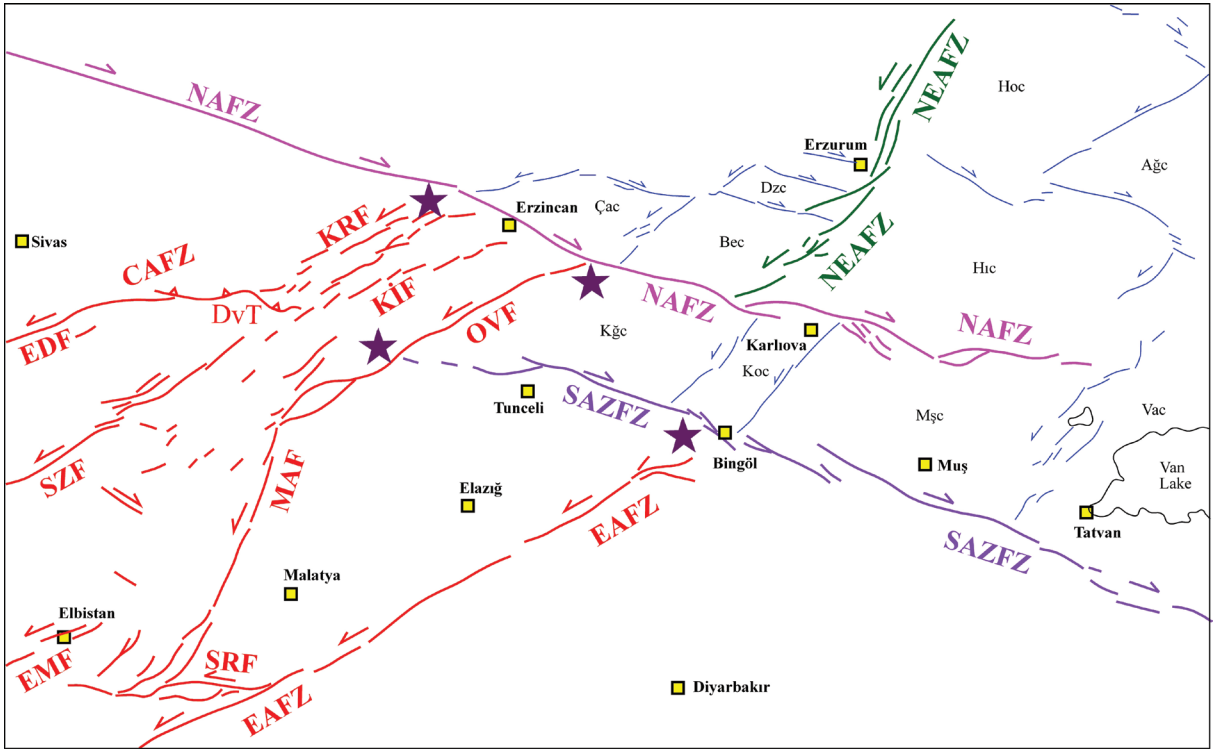 NAFZ
NEAFZ
Hoc
Erzurum
Ağc
Dzc
Çac
Erzincan
KRF
Sivas
Bec
NEAFZ
CAFZ
Hıc
KİF
NAFZ
DvT
OVF
NAFZ
EDF
Kğc
Karlıova
Koc
Tunceli
SAZFZ
Mşc
Vac
Bingöl
SZF
MAF
Muş
Van
Lake
Elazığ
EAFZ
Tatvan
SAZFZ
Malatya
Elbistan
EMF
SRF
Diyarbakır
EAFZ